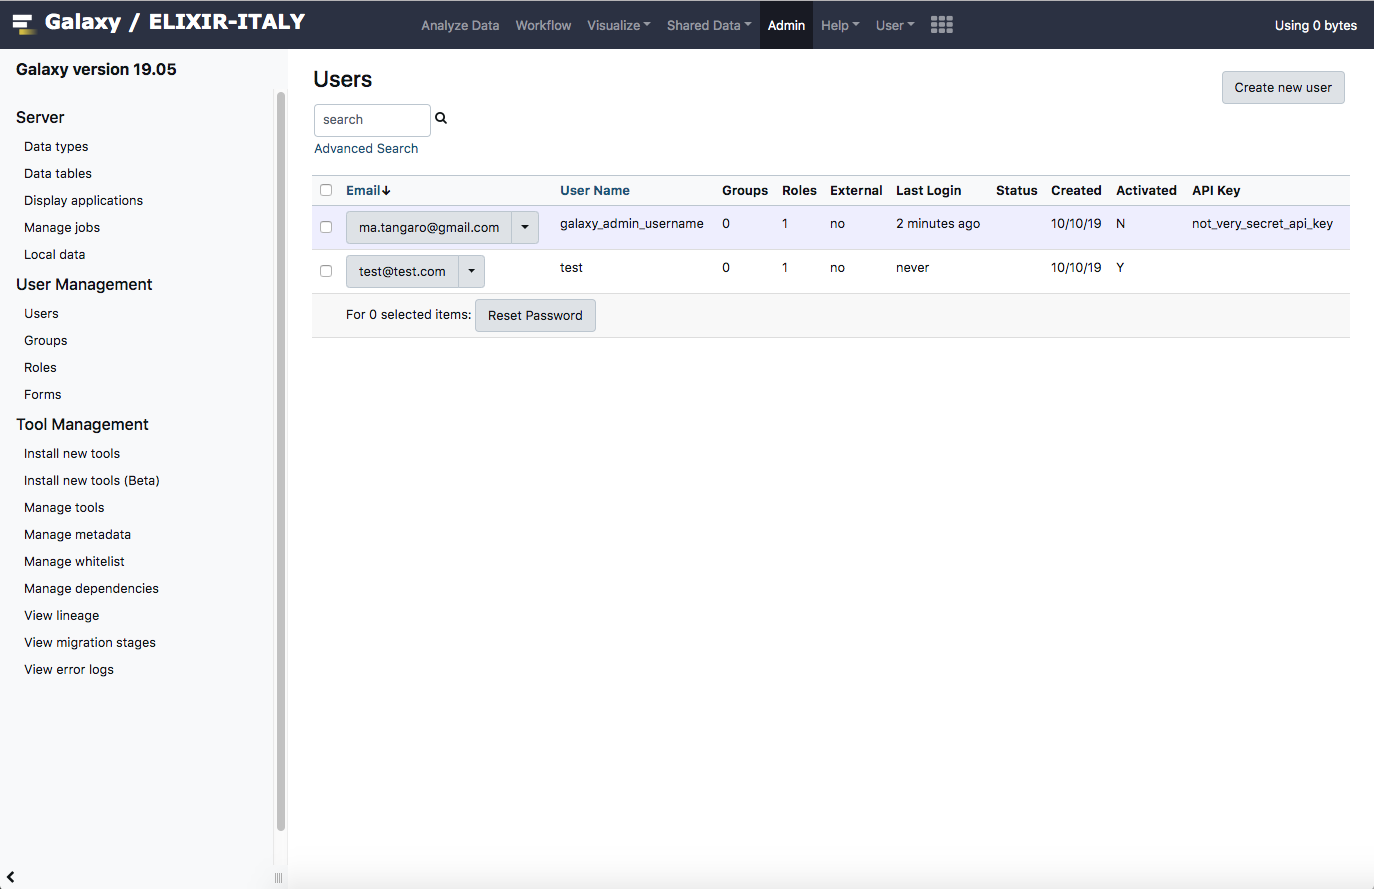 Galaxy / ELIXIR-ITALY
Analyze Data Workflow Visualize Shared Data Admin Help User
Using 0 bytes
Galaxy version 19.05
Server
Data types
Data tables
Display applications
Manage jobs
Local data
User Management
Users
Groups
Roles
Forms
Tool Management
Install new tools
Install new tools (Beta)
Manage tools
Manage metadata
Manage whitelist
Manage dependencies
View lineage
View migration stages
View error logs
Users
Create new user
search
Advanced Search
Email User Name Groups Roles External Last Login Status Created Activated API Key
ma.tangaro@gmail.com galaxy_admin_username 0 1 no 2 minutes ago 10/10/19 N not_very_secret_api_key
test@test.com test 0 1 no never 10/10/19 Y
For 0 selected items: Reset Password